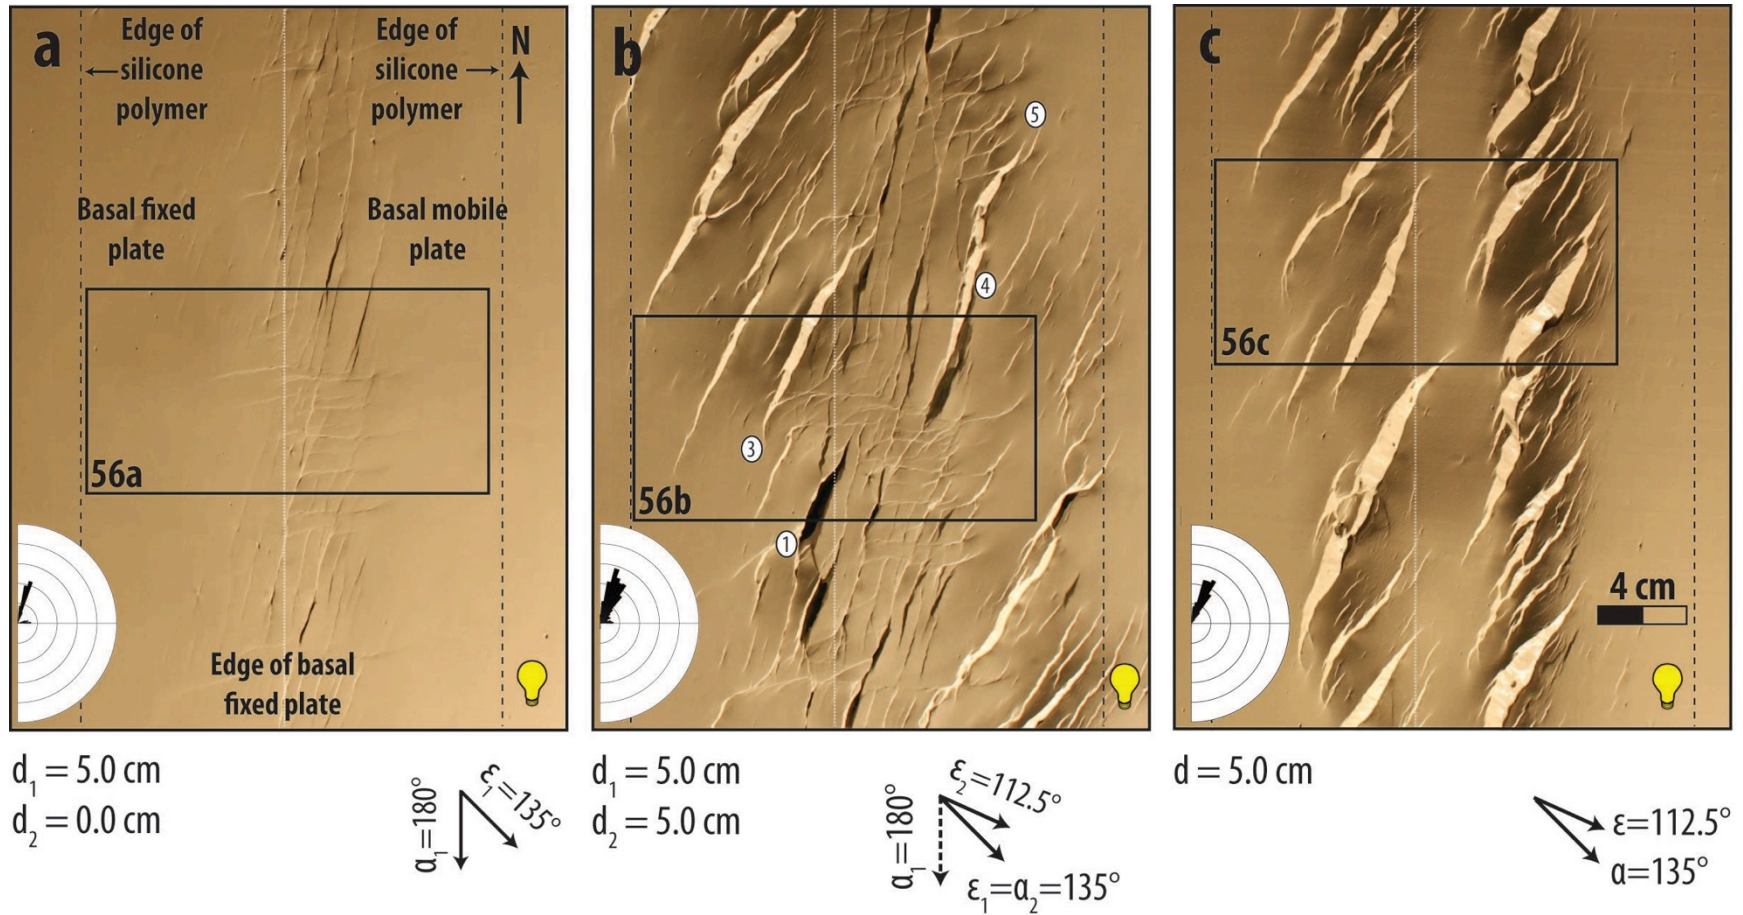 a
Edge of
silicone
polymer
Edge of
silicone
polymer
N
Basal fixed
plate
Basal mobile
plate
56a
Edge of basal
fixed plate
d₁ = 5.0 cm
d₂ = 0.0 cm
α₁=180°
ε₁=135°
b
5
4
3
56b
1
d₁ = 5.0 cm
d₂ = 5.0 cm
α₁=180°
ε₂=112.5°
ε₁=α₂=135°
c
56c
4 cm
d = 5.0 cm
ε=112.5°
α=135°